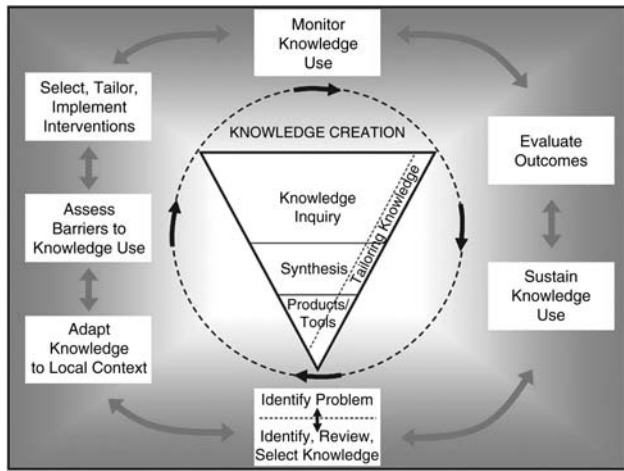 Monitor
Knowledge
Use
Select, Tailor,
Implement
Interventions
KNOWLEDGE CREATION
Evaluate
Outcomes
Knowledge
Inquiry
Tailoring Knowledge
Assess
Barriers to
Knowledge Use
Synthesis
Sustain
Knowledge
Use
Products/
Tools
Adapt
Knowledge
to Local Context
Identify Problem
Identify, Review,
Select Knowledge